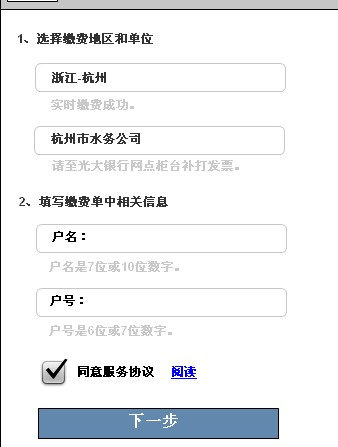 1、选择缴费地区和单位
浙江-杭州
实时缴费成功。
杭州市水务公司
请至光大银行网点柜台补打发票。
2、填写缴费单中相关信息
户名：
户名是7位或10位数字。
户号：
户号是6位或7位数字。
同意服务协议 阅读
下一步